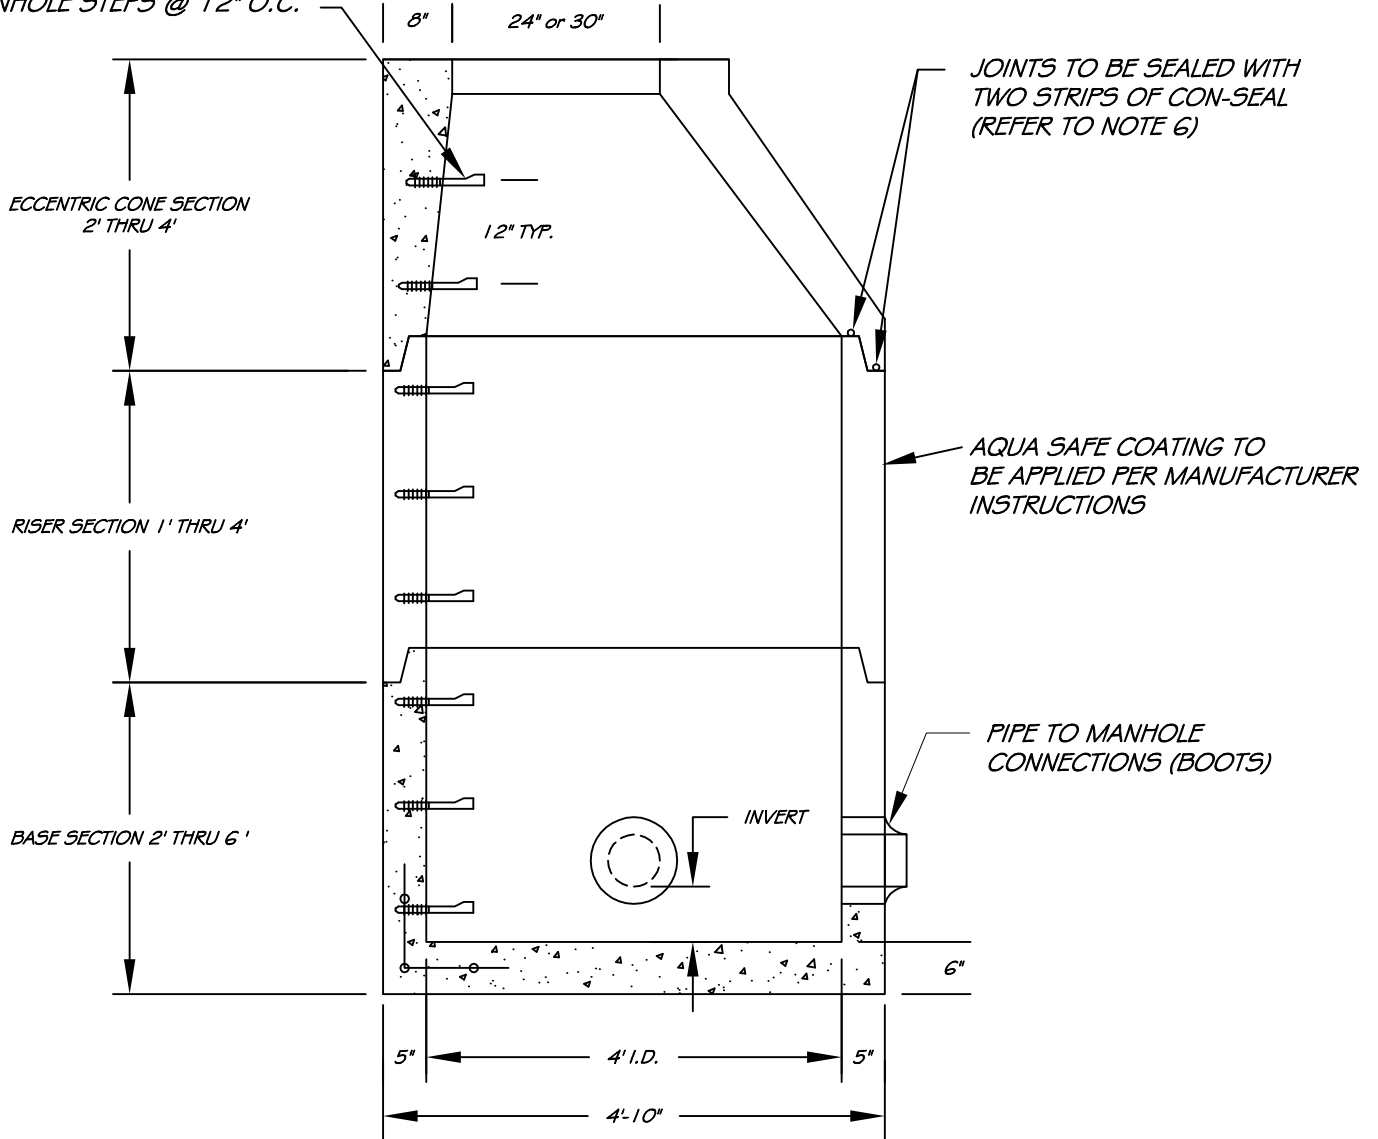 STEPS @ 12" O.C.
8"
24" or 30"
JOINTS TO BE SEALED WITH
TWO STRIPS OF CON-SEAL
(REFER TO NOTE 6)
ECCENTRIC CONE SECTION
2' THRU 4'
12" TYP.
AQUA SAFE COATING TO
BE APPLIED PER MANUFACTURER
INSTRUCTIONS
RISER SECTION 1' THRU 4'
PIPE TO MANHOLE
CONNECTIONS (BOOTS)
INVERT
BASE SECTION 2' THRU 6'
6"
5"
4' I.D.
5"
4'-10"